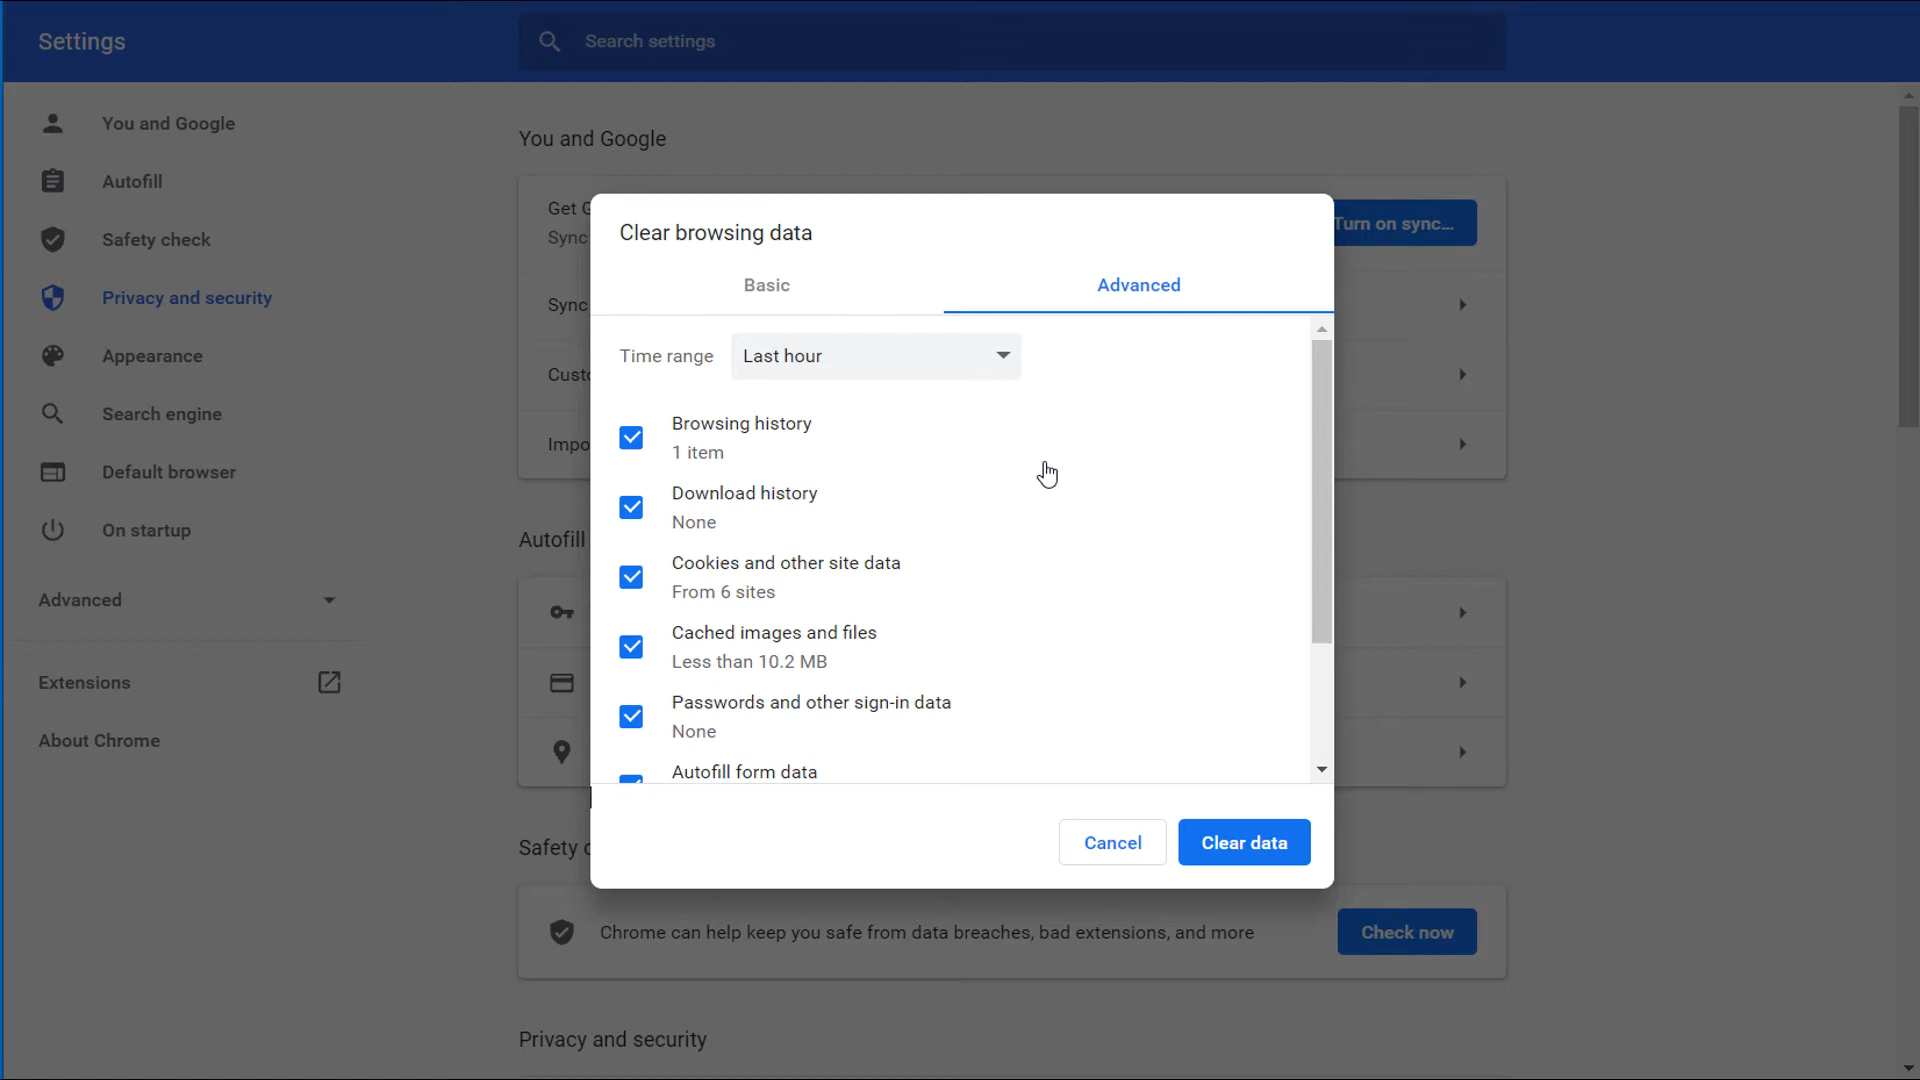 Settings
Search settings
You and Google
Autofill
Safety check
Privacy and security
Appearance
Search engine
Default browser
On startup
Advanced
Extensions
About Chrome
You and Google
Get G
Sync
Turn on sync...
Sync
Custo
Impo
Autofill
Safety c
Chrome can help keep you safe from data breaches, bad extensions, and more
Check now
Privacy and security
Clear browsing data
Basic
Advanced
Time range
Last hour
Browsing history
1 item
Download history
None
Cookies and other site data
From 6 sites
Cached images and files
Less than 10.2 MB
Passwords and other sign-in data
None
Autofill form data
Cancel
Clear data